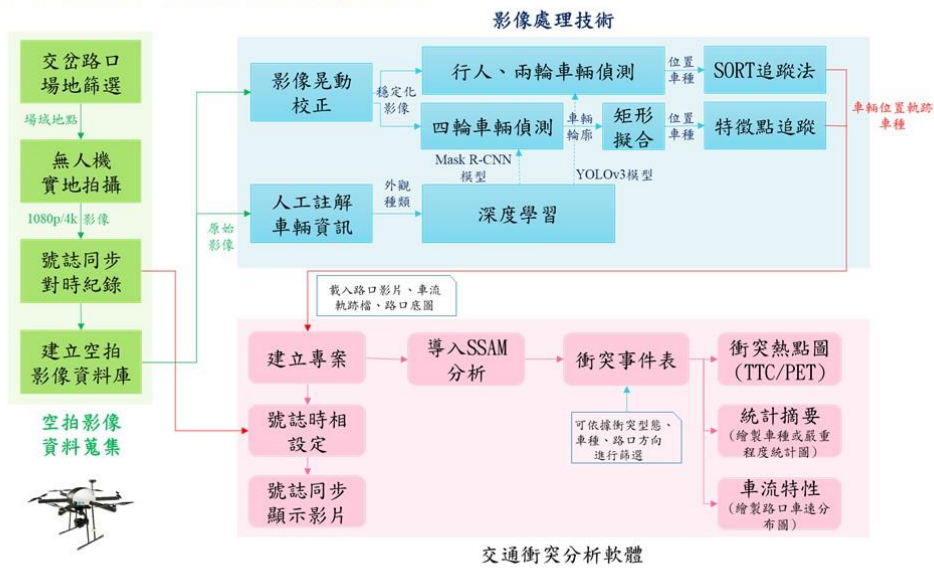 影像處理技術
交岔路口
場地篩選
場域地點
無人機
實地拍攝
1080p/4k 影像
號誌同步
對時紀錄
建立空拍
影像資料庫
空拍影像
資料蒐集
原始
影像
影像晃動
校正
穩定化
影像
行人、兩輪車輛偵測
位置
車種
SORT追蹤法
四輪車輛偵測
車輛
輪廓
矩形
擬合
位置
車種
特徵點追蹤
車輛位置軌跡
車種
Mask R-CNN
模型
YOLOv3模型
人工註解
車輛資訊
外觀
種類
深度學習
載入路口影片、車流
軌跡檔、路口底圖
建立專案
導入SSAM
分析
衝突事件表
衝突熱點圖
(TTC/PET)
號誌時相
設定
可依據衝突型態、
車種、路口方向
進行篩選
統計摘要
(繪製車種或嚴重
程度統計圖)
號誌同步
顯示影片
車流特性
(繪製路口車速分
布圖)
交通衝突分析軟體